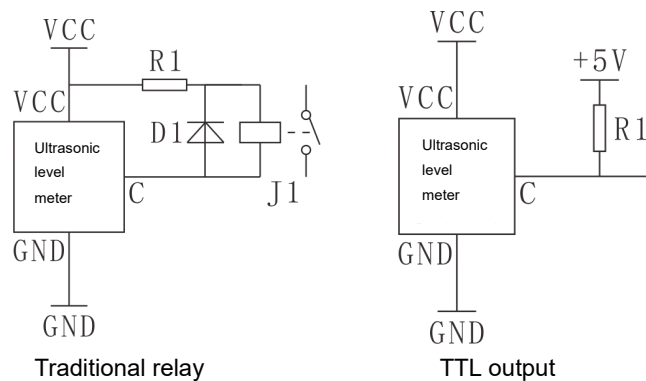 VCC
R1
VCC
Ultrasonic
level
meter
D1
C
J1
GND
GND
Traditional relay
VCC
+5V
VCC
R1
Ultrasonic
level
meter
C
GND
GND
TTL output